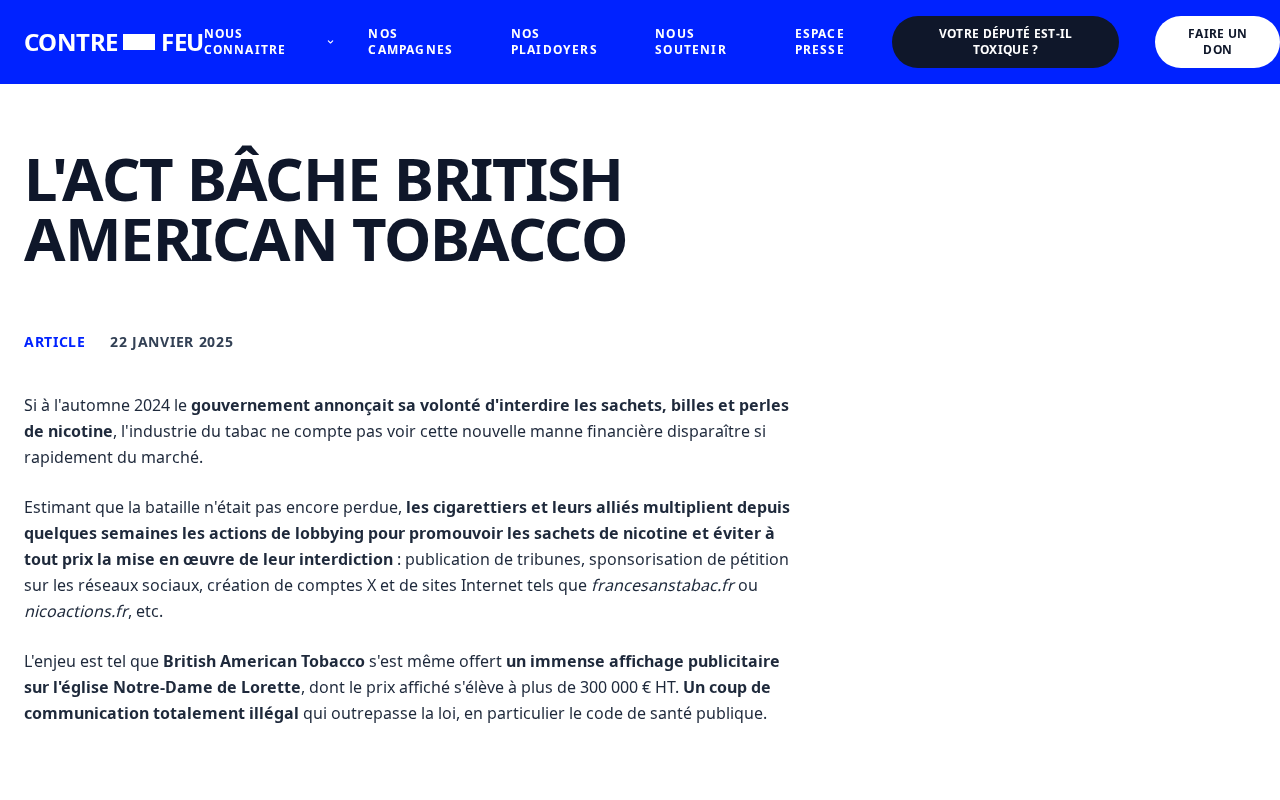 CONTRE FEU
NOUS CONNAITRE
NOS CAMPAGNES
NOS PLAIDOYERS
NOUS SOUTENIR
ESPACE PRESSE
VOTRE DÉPUTÉ EST-IL TOXIQUE ?
FAIRE UN DON
L'ACT BÂCHE BRITISH
AMERICAN TOBACCO
ARTICLE 22 JANVIER 2025
Si à l'automne 2024 le gouvernement annonçait sa volonté d'interdire les sachets, billes et perles
de nicotine, l'industrie du tabac ne compte pas voir cette nouvelle manne financière disparaître si
rapidement du marché.
Estimant que la bataille n'était pas encore perdue, les cigarettiers et leurs alliés multiplient depuis
quelques semaines les actions de lobbying pour promouvoir les sachets de nicotine et éviter à
tout prix la mise en œuvre de leur interdiction : publication de tribunes, sponsorisation de pétition
sur les réseaux sociaux, création de comptes X et de sites Internet tels que francesanstabac.fr ou
nicoactions.fr, etc.
L'enjeu est tel que British American Tobacco s'est même offert un immense affichage publicitaire
sur l'église Notre-Dame de Lorette, dont le prix affiché s'élève à plus de 300 000 € HT. Un coup de
communication totalement illégal qui outrepasse la loi, en particulier le code de santé publique.